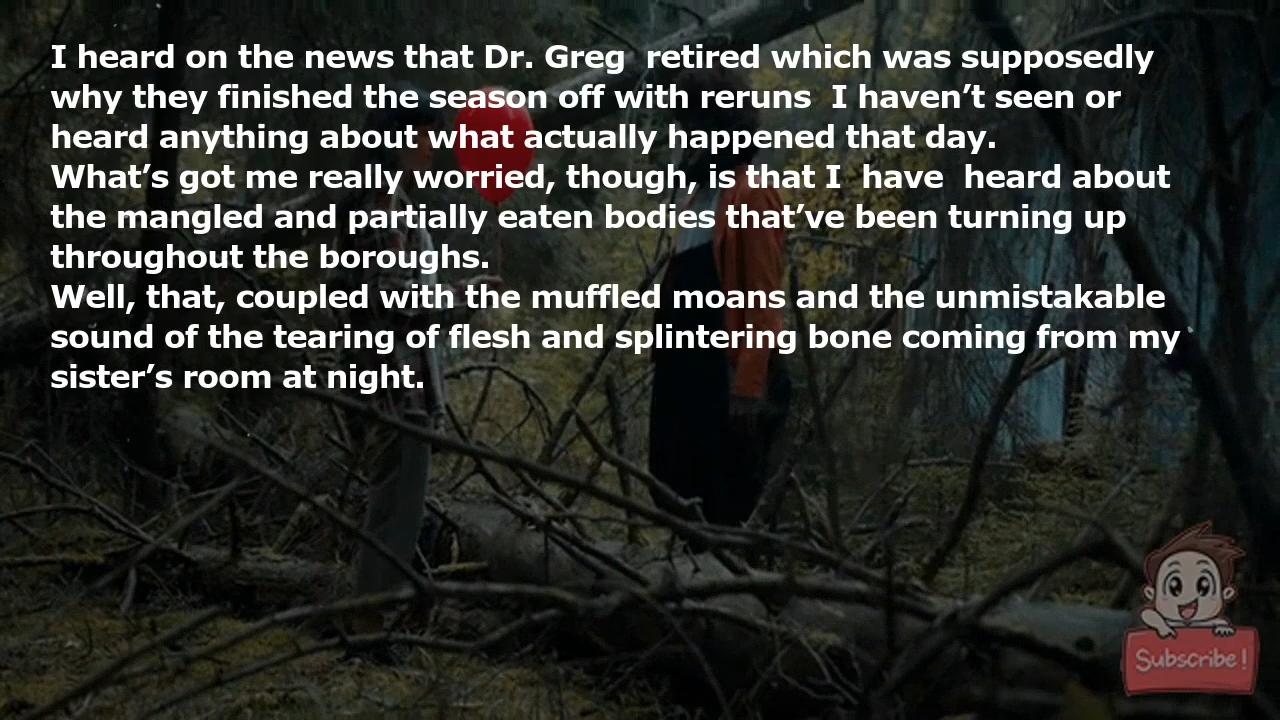 I heard on the news that Dr. Greg  retired which was supposedly
why they finished the season off with reruns  I haven’t seen or
heard anything about what actually happened that day.
What’s got me really worried, though, is that I  have  heard about
the mangled and partially eaten bodies that’ve been turning up
throughout the boroughs.
Well, that, coupled with the muffled moans and the unmistakable
sound of the tearing of flesh and splintering bone coming from my
sister’s room at night.
Subscribe!